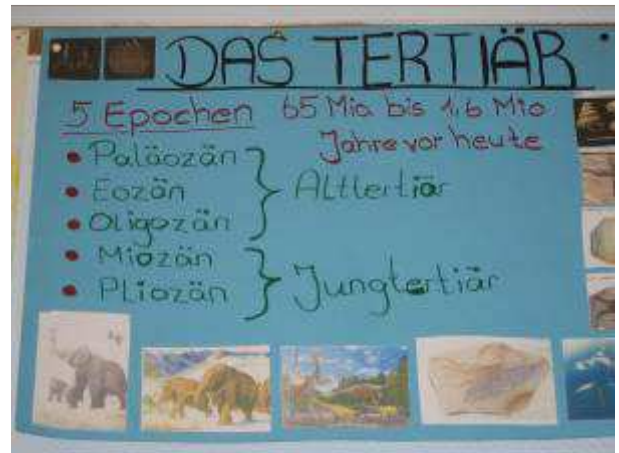 DAS TERTIÄR
5 Epochen
65 Mia bis 1,6 Mio
Jahre vor heute
• Paläozän
• Eozän
• Oligozän
Alttertiär
• Miozän
• Pliozän
Jungtertiär